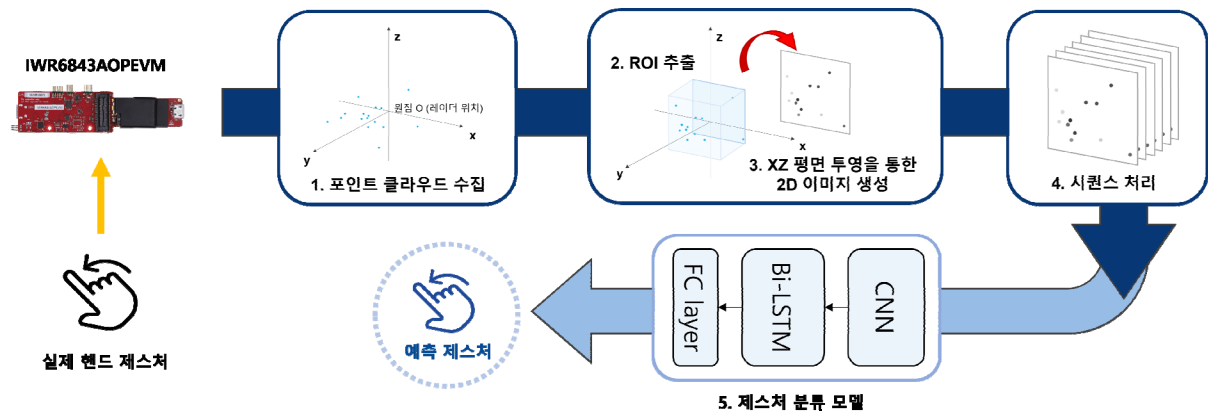 IWR6843AOPEVM
실제 핸드 제스처
z
원점 O (레이더 위치)
x
y
1. 포인트 클라우드 수집
2. ROI 추출
z
x
y
3. XZ 평면 투영을 통한
2D 이미지 생성
4. 시퀀스 처리
CNN
Bi-LSTM
FC layer
5. 제스처 분류 모델
예측 제스처